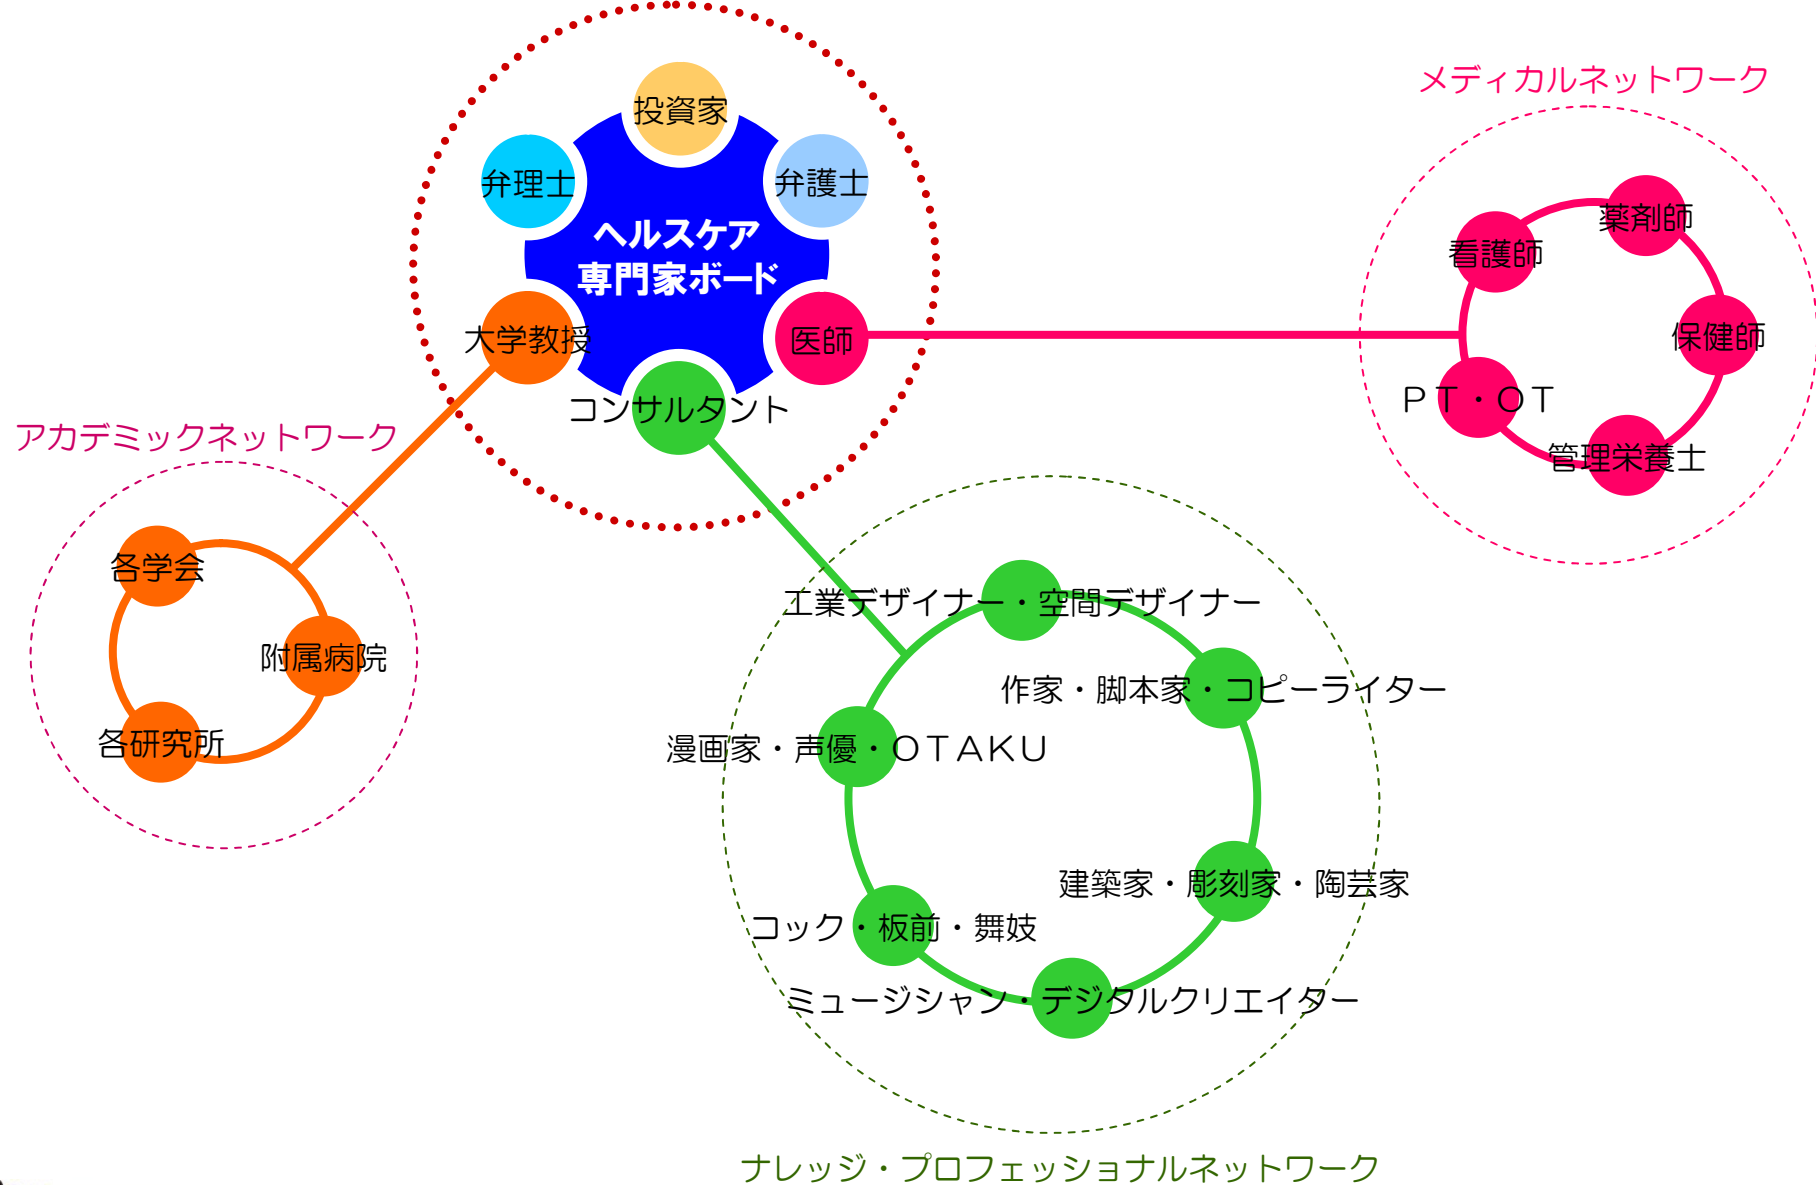 メディカルネットワーク
投資家
弁理士
弁護士
ヘルスケア
専門家ボード
大学教授
医師
コンサルタント
薬剤師
看護師
保健師
ＰＴ・ＯＴ
管理栄養士
アカデミックネットワーク
各学会
附属病院
各研究所
工業デザイナー・空間デザイナー
作家・脚本家・コピーライター
漫画家・声優・ＯＴＡＫＵ
建築家・彫刻家・陶芸家
コック・板前・舞妓
ミュージシャン・デジタルクリエイター
ナレッジ・プロフェッショナルネットワーク